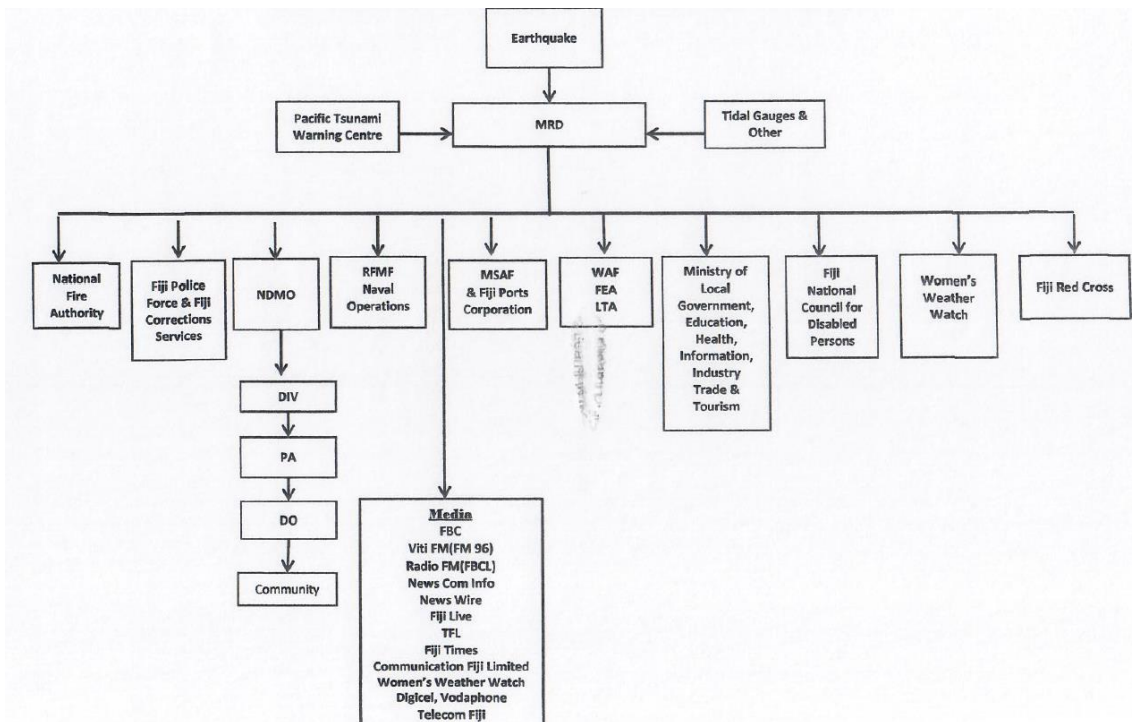 Earthquake
Pacific Tsunami
Warning Centre
MRD
Tidal Gauges &
Other
National
Fire
Authority
Fiji Police
Force & Fiji
Corrections
Services
NDMO
RFMF
Naval
Operations
MSAF
& Fiji Ports
Corporation
WAF
FEA
LTA
Ministry of
Local
Government,
Education,
Health,
Information,
Industry
Trade &
Tourism
Fiji
National
Council for
Disabled
Persons
Women's
Weather
Watch
Fiji Red Cross
DIV
PA
DO
Community
Media
FBC
Viti FM(FM 96)
Radio FM(FBCL)
News Com Info
News Wire
Fiji Live
TFL
Fiji Times
Communication Fiji Limited
Women's Weather Watch
Digicel, Vodaphone
Telecom Fiji